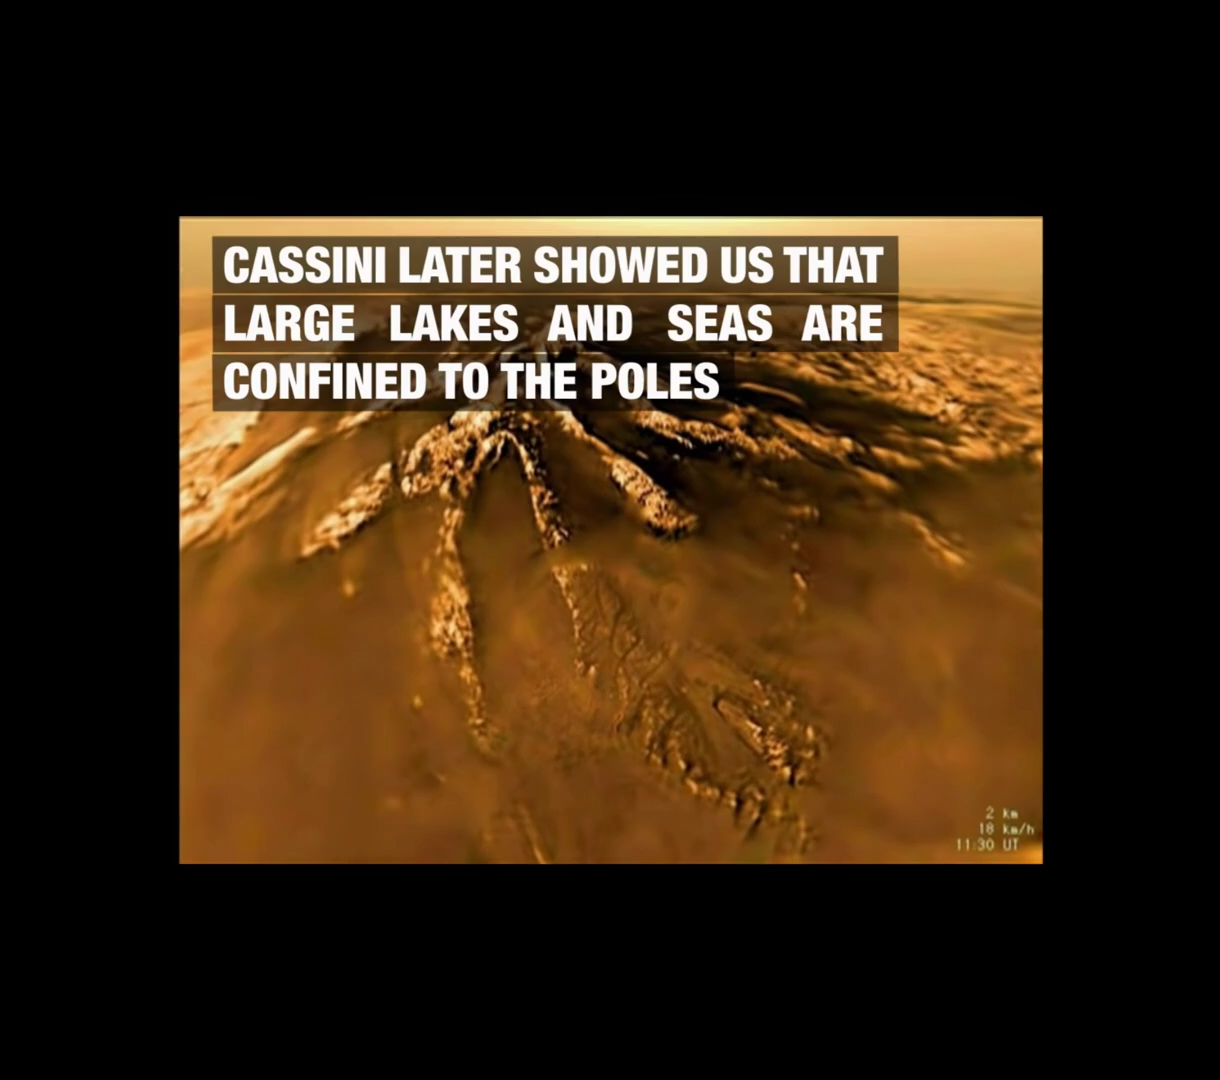 CASSINI LATER SHOWED US THAT
LARGE LAKES AND SEAS ARE
CONFINED TO THE POLES
2 km
18 km/h
11:30 UT